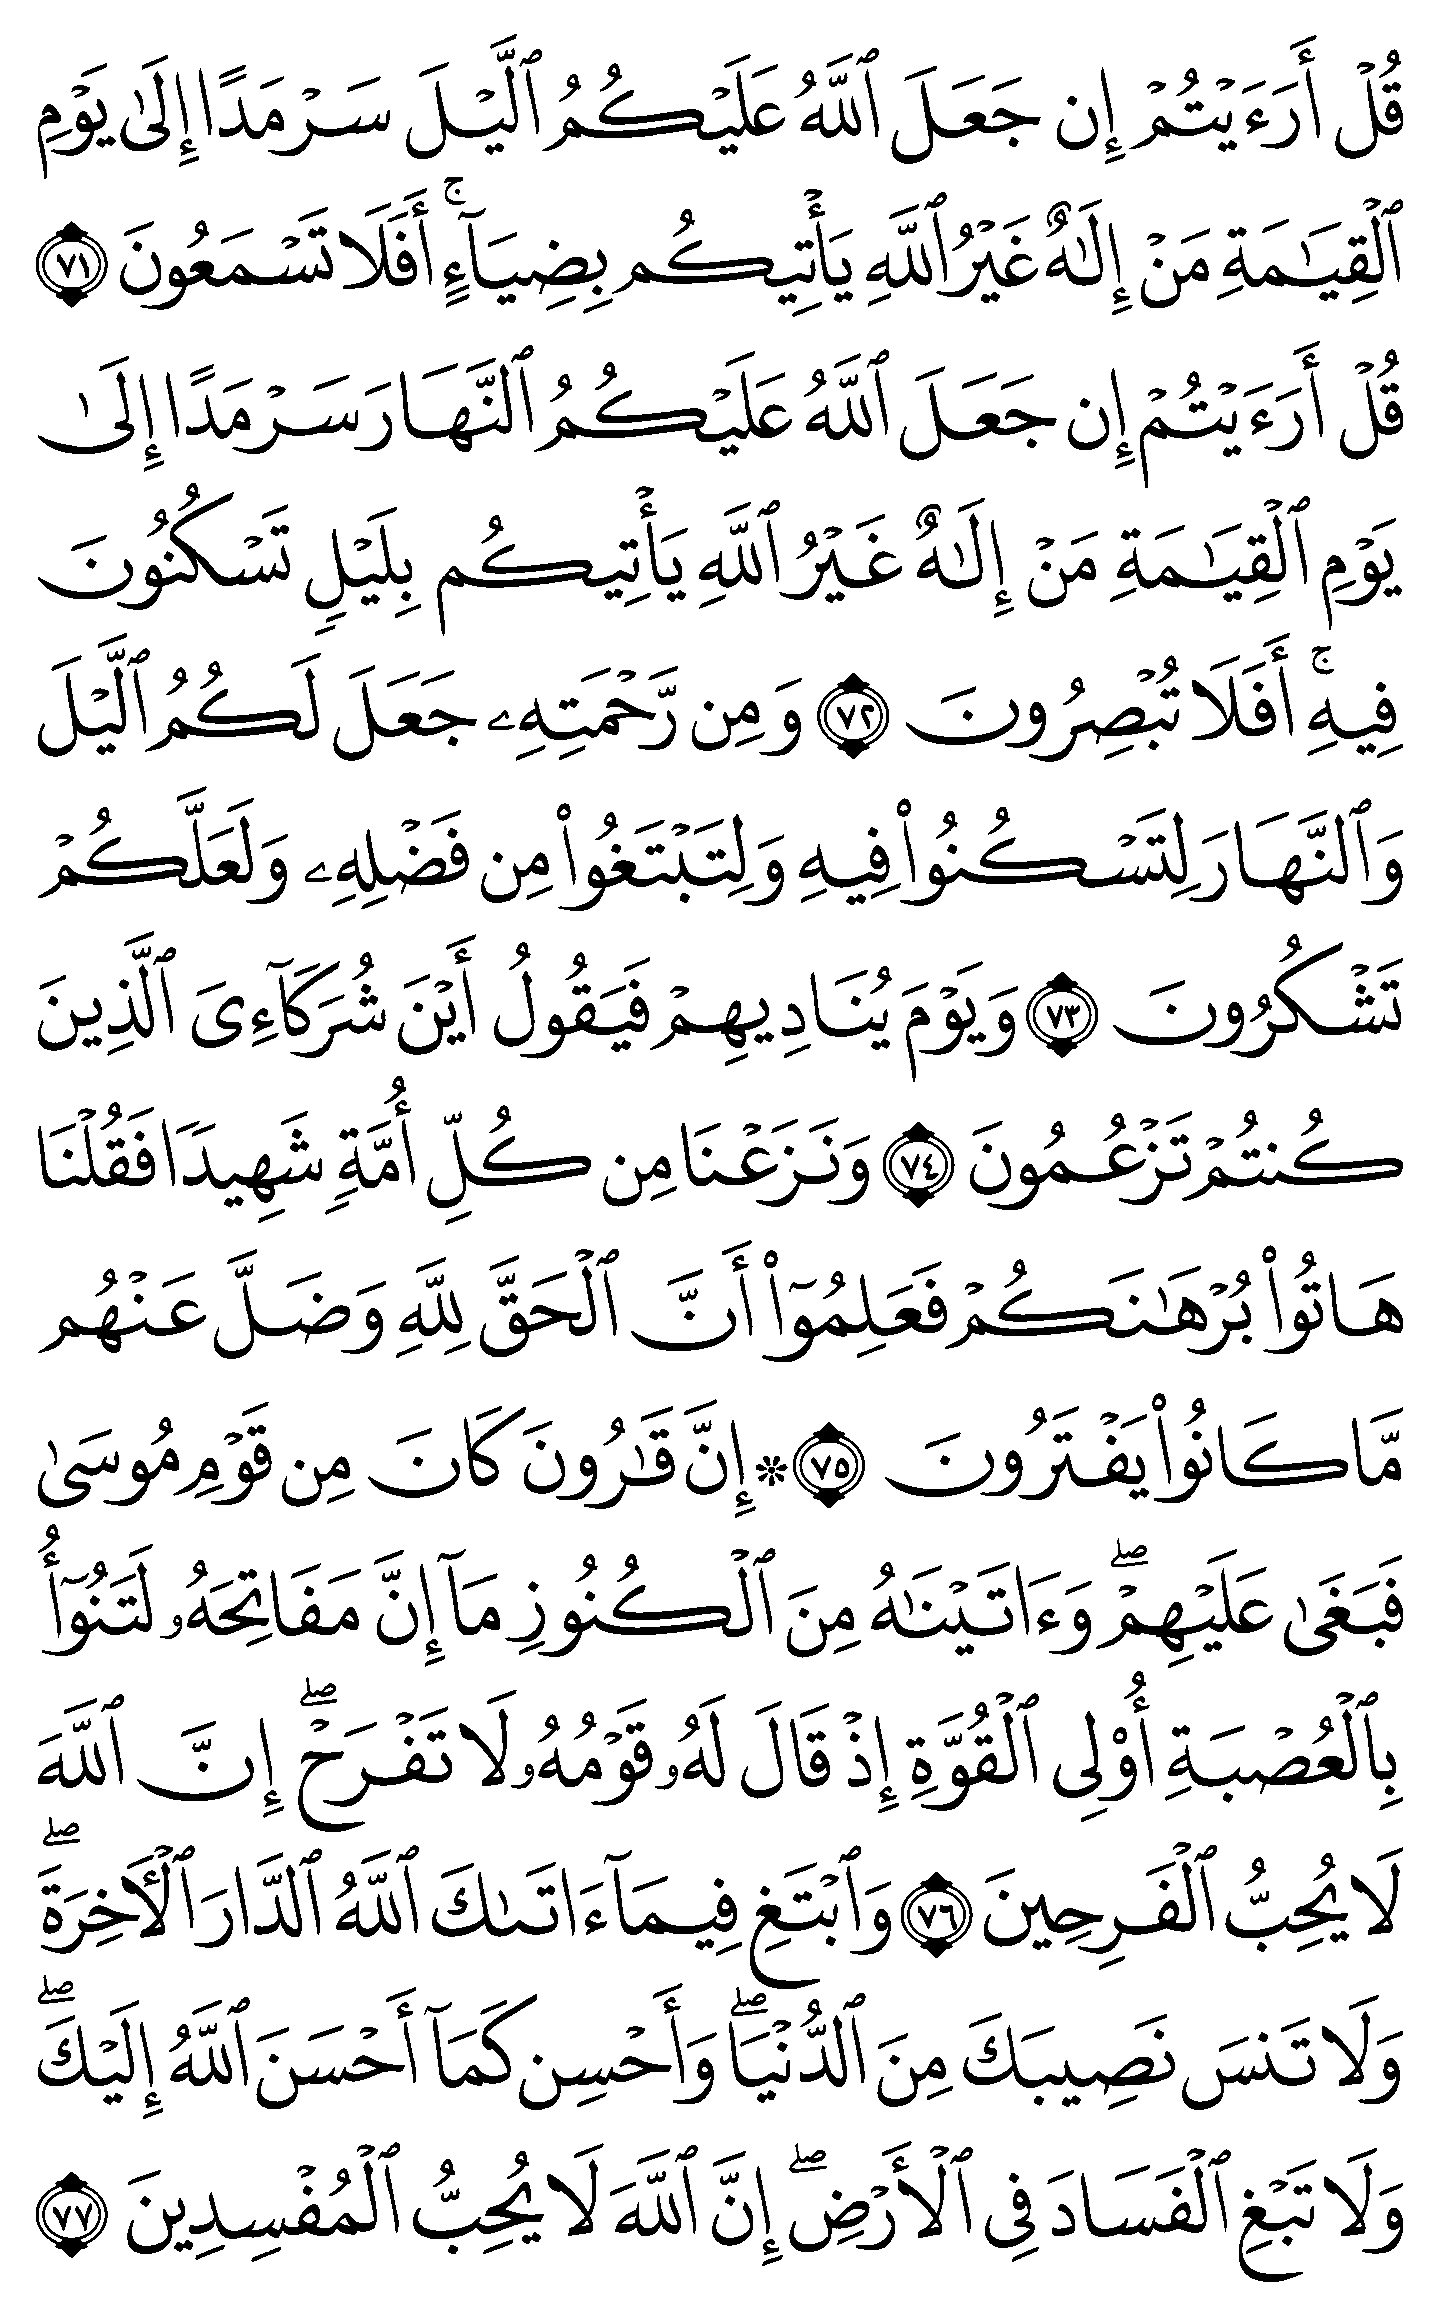 قُلۡ أَرَءَيۡتُمۡ إِن جَعَلَ ٱللَّهُ عَلَيۡكُمُ ٱلَّيۡلَ سَرۡمَدًا إِلَىٰ يَوۡمِ
ٱلۡقِيَٰمَةِ مَنۡ إِلَٰهٌ غَيۡرُ ٱللَّهِ يَأۡتِيكُم بِضِيَآءٍۚ أَفَلَا تَسۡمَعُونَ ٧١
قُلۡ أَرَءَيۡتُمۡ إِن جَعَلَ ٱللَّهُ عَلَيۡكُمُ ٱلنَّهَارَ سَرۡمَدًا إِلَىٰ
يَوۡمِ ٱلۡقِيَٰمَةِ مَنۡ إِلَٰهٌ غَيۡرُ ٱللَّهِ يَأۡتِيكُم بِلَيۡلٖ تَسۡكُنُونَ
فِيهِۚ أَفَلَا تُبۡصِرُونَ ٧٢ وَمِن رَّحۡمَتِهِۦ جَعَلَ لَكُمُ ٱلَّيۡلَ
وَٱلنَّهَارَ لِتَسۡكُنُواْ فِيهِ وَلِتَبۡتَغُواْ مِن فَضۡلِهِۦ وَلَعَلَّكُمۡ
تَشۡكُرُونَ ٧٣ وَيَوۡمَ يُنَادِيهِمۡ فَيَقُولُ أَيۡنَ شُرَكَآءِيَ ٱلَّذِينَ
كُنتُمۡ تَزۡعُمُونَ ٧٤ وَنَزَعۡنَا مِن كُلِّ أُمَّةٖ شَهِيدٗا فَقُلۡنَا
هَاتُواْ بُرۡهَٰنَكُمۡ فَعَلِمُوٓاْ أَنَّ ٱلۡحَقَّ لِلَّهِ وَضَلَّ عَنۡهُم
مَّا كَانُواْ يَفۡتَرُونَ ٧٥ ۞ إِنَّ قَٰرُونَ كَانَ مِن قَوۡمِ مُوسَىٰ
فَبَغَىٰ عَلَيۡهِمۡۖ وَءَاتَيۡنَٰهُ مِنَ ٱلۡكُنُوزِ مَآ إِنَّ مَفَاتِحَهُۥ لَتَنُوٓأُ
بِٱلۡعُصۡبَةِ أُوْلِي ٱلۡقُوَّةِ إِذۡ قَالَ لَهُۥ قَوۡمُهُۥ لَا تَفۡرَحۡۖ إِنَّ ٱللَّهَ
لَا يُحِبُّ ٱلۡفَرِحِينَ ٧٦ وَٱبۡتَغِ فِيمَآ ءَاتَىٰكَ ٱللَّهُ ٱلدَّارَ ٱلۡأٓخِرَةَۖ
وَلَا تَنسَ نَصِيبَكَ مِنَ ٱلدُّنۡيَاۖ وَأَحۡسِن كَمَآ أَحۡسَنَ ٱللَّهُ إِلَيۡكَۖ
وَلَا تَبۡغِ ٱلۡفَسَادَ فِي ٱلۡأَرۡضِۖ إِنَّ ٱللَّهَ لَا يُحِبُّ ٱلۡمُفۡسِدِينَ ٧٧